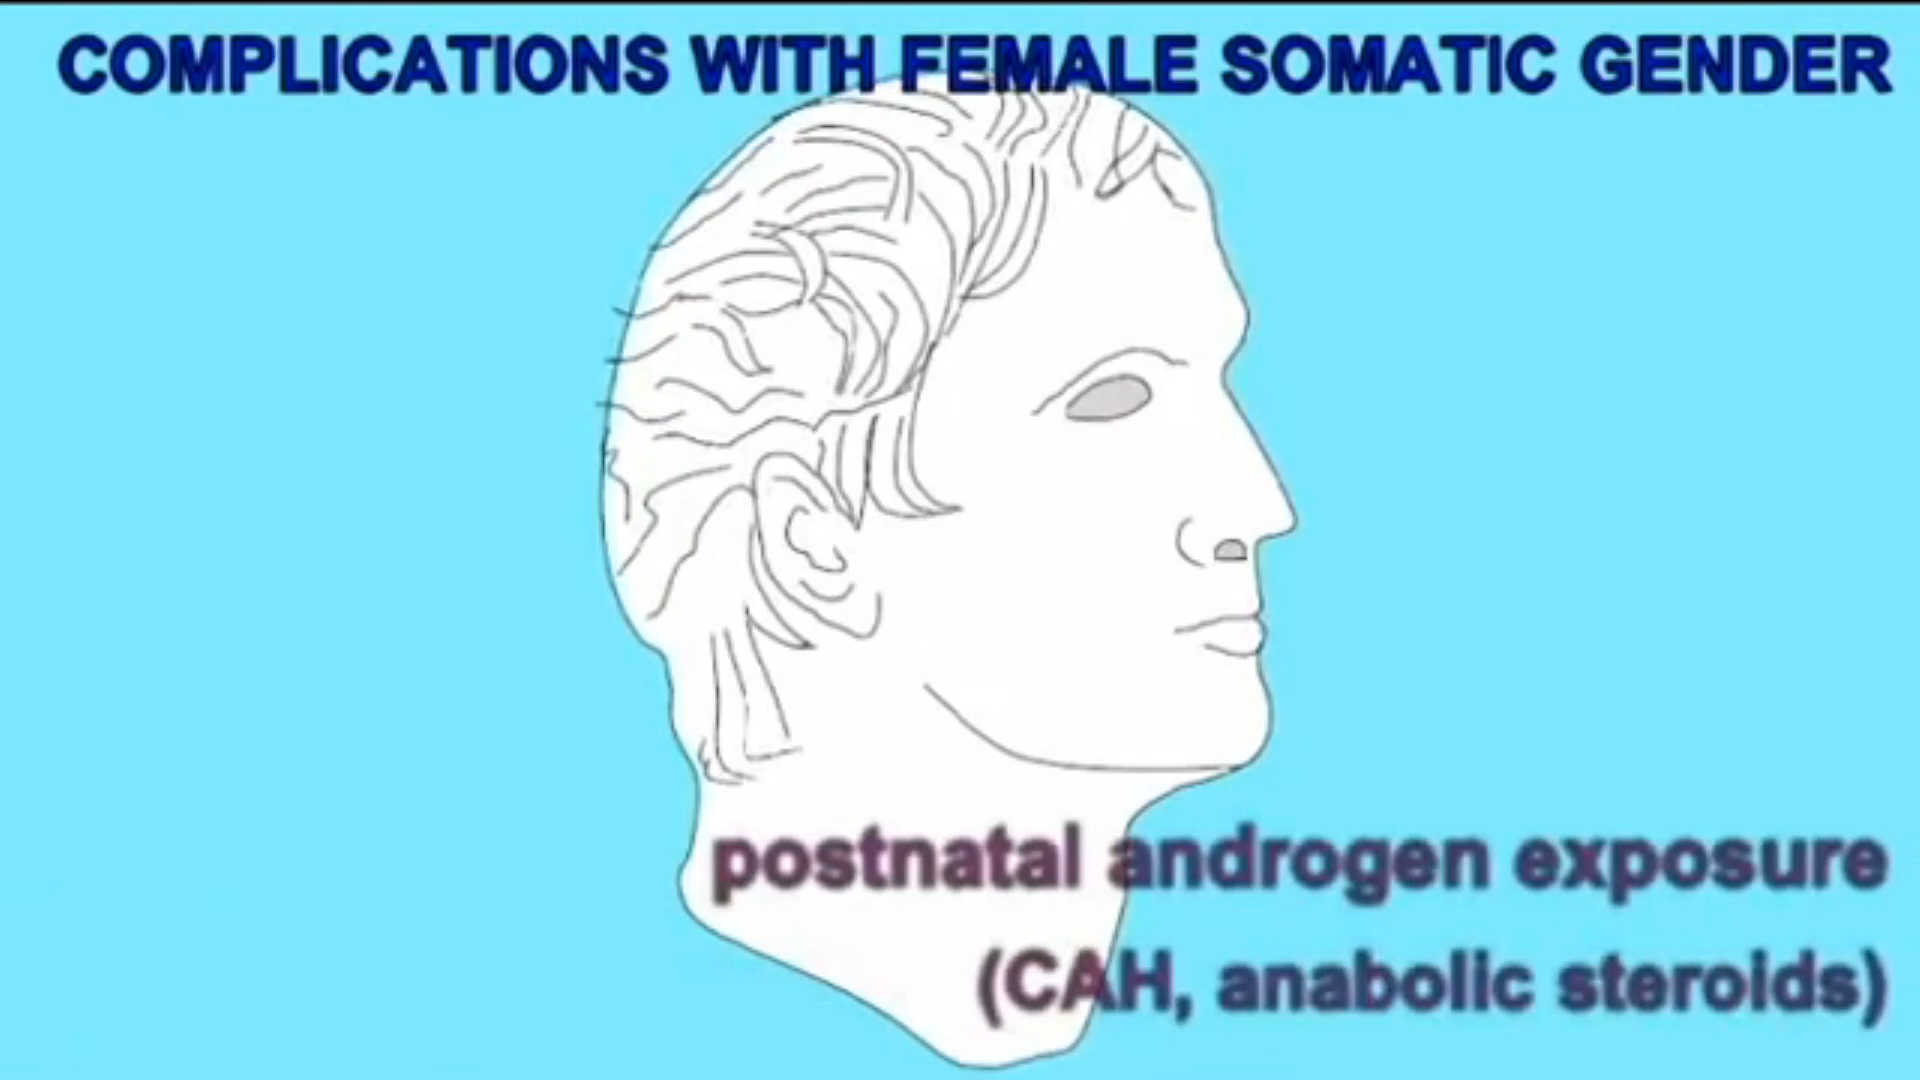 COMPLICATIONS WITH FEMALE SOMATIC GENDER
postnatal androgen exposure
(CAH, anabolic steroids)